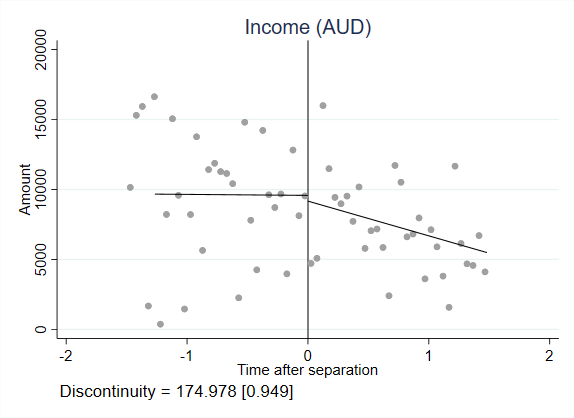 Income (AUD)
20000
15000
10000
5000
0
Amount
-2
-1
0
1
2
Time after separation
Discontinuity = 174.978 [0.949]